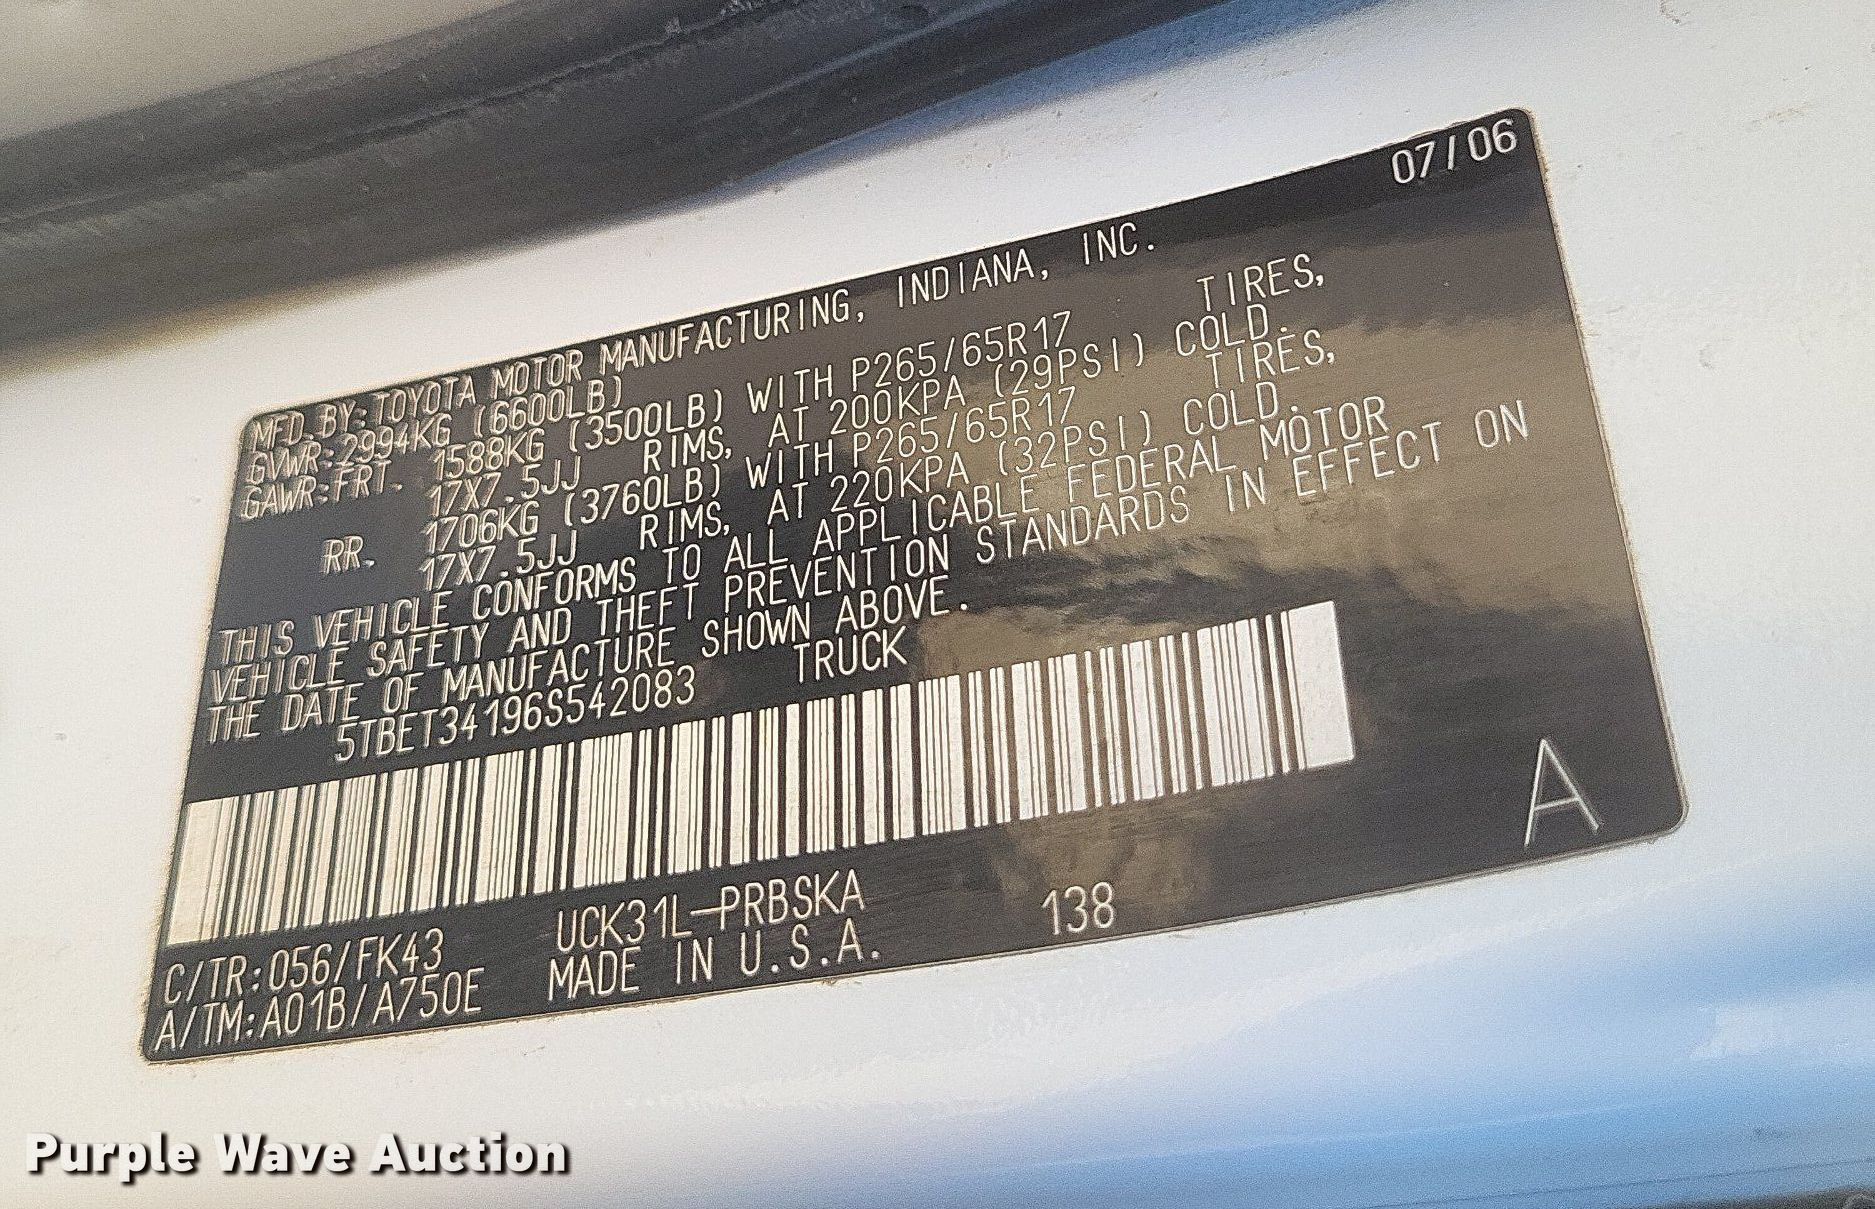 07/06
MFD. BY: TOYOTA MOTOR MANUFACTURING, INDIANA, INC.
GVWR: 2994KG (6600LB)
GAWR: FRT. 1588KG (3500LB) WITH P265/65R17 TIRES,
17X7.5JJ RIMS, AT 200KPA (29PSI) COLD.
RR. 1706KG (3760LB) WITH P265/65R17 TIRES,
17X7.5JJ RIMS, AT 220KPA (32PSI) COLD.
THIS VEHICLE CONFORMS TO ALL APPLICABLE FEDERAL MOTOR
VEHICLE SAFETY AND THEFT PREVENTION STANDARDS IN EFFECT ON
THE DATE OF MANUFACTURE SHOWN ABOVE.
5TBET34196S542083 TRUCK
A
C/TR: 056/FK43 UCK31L-PRBSKA 138
A/TM: A01B/A750E MADE IN U.S.A.
Purple Wave Auction